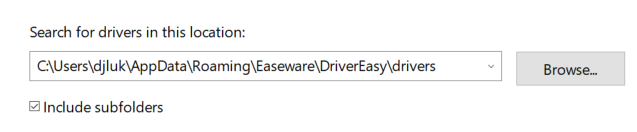 Search for drivers in this location:
C:\Users\djluk\AppData\Roaming\Easeware\DriverEasy\drivers
Browse...
Include subfolders